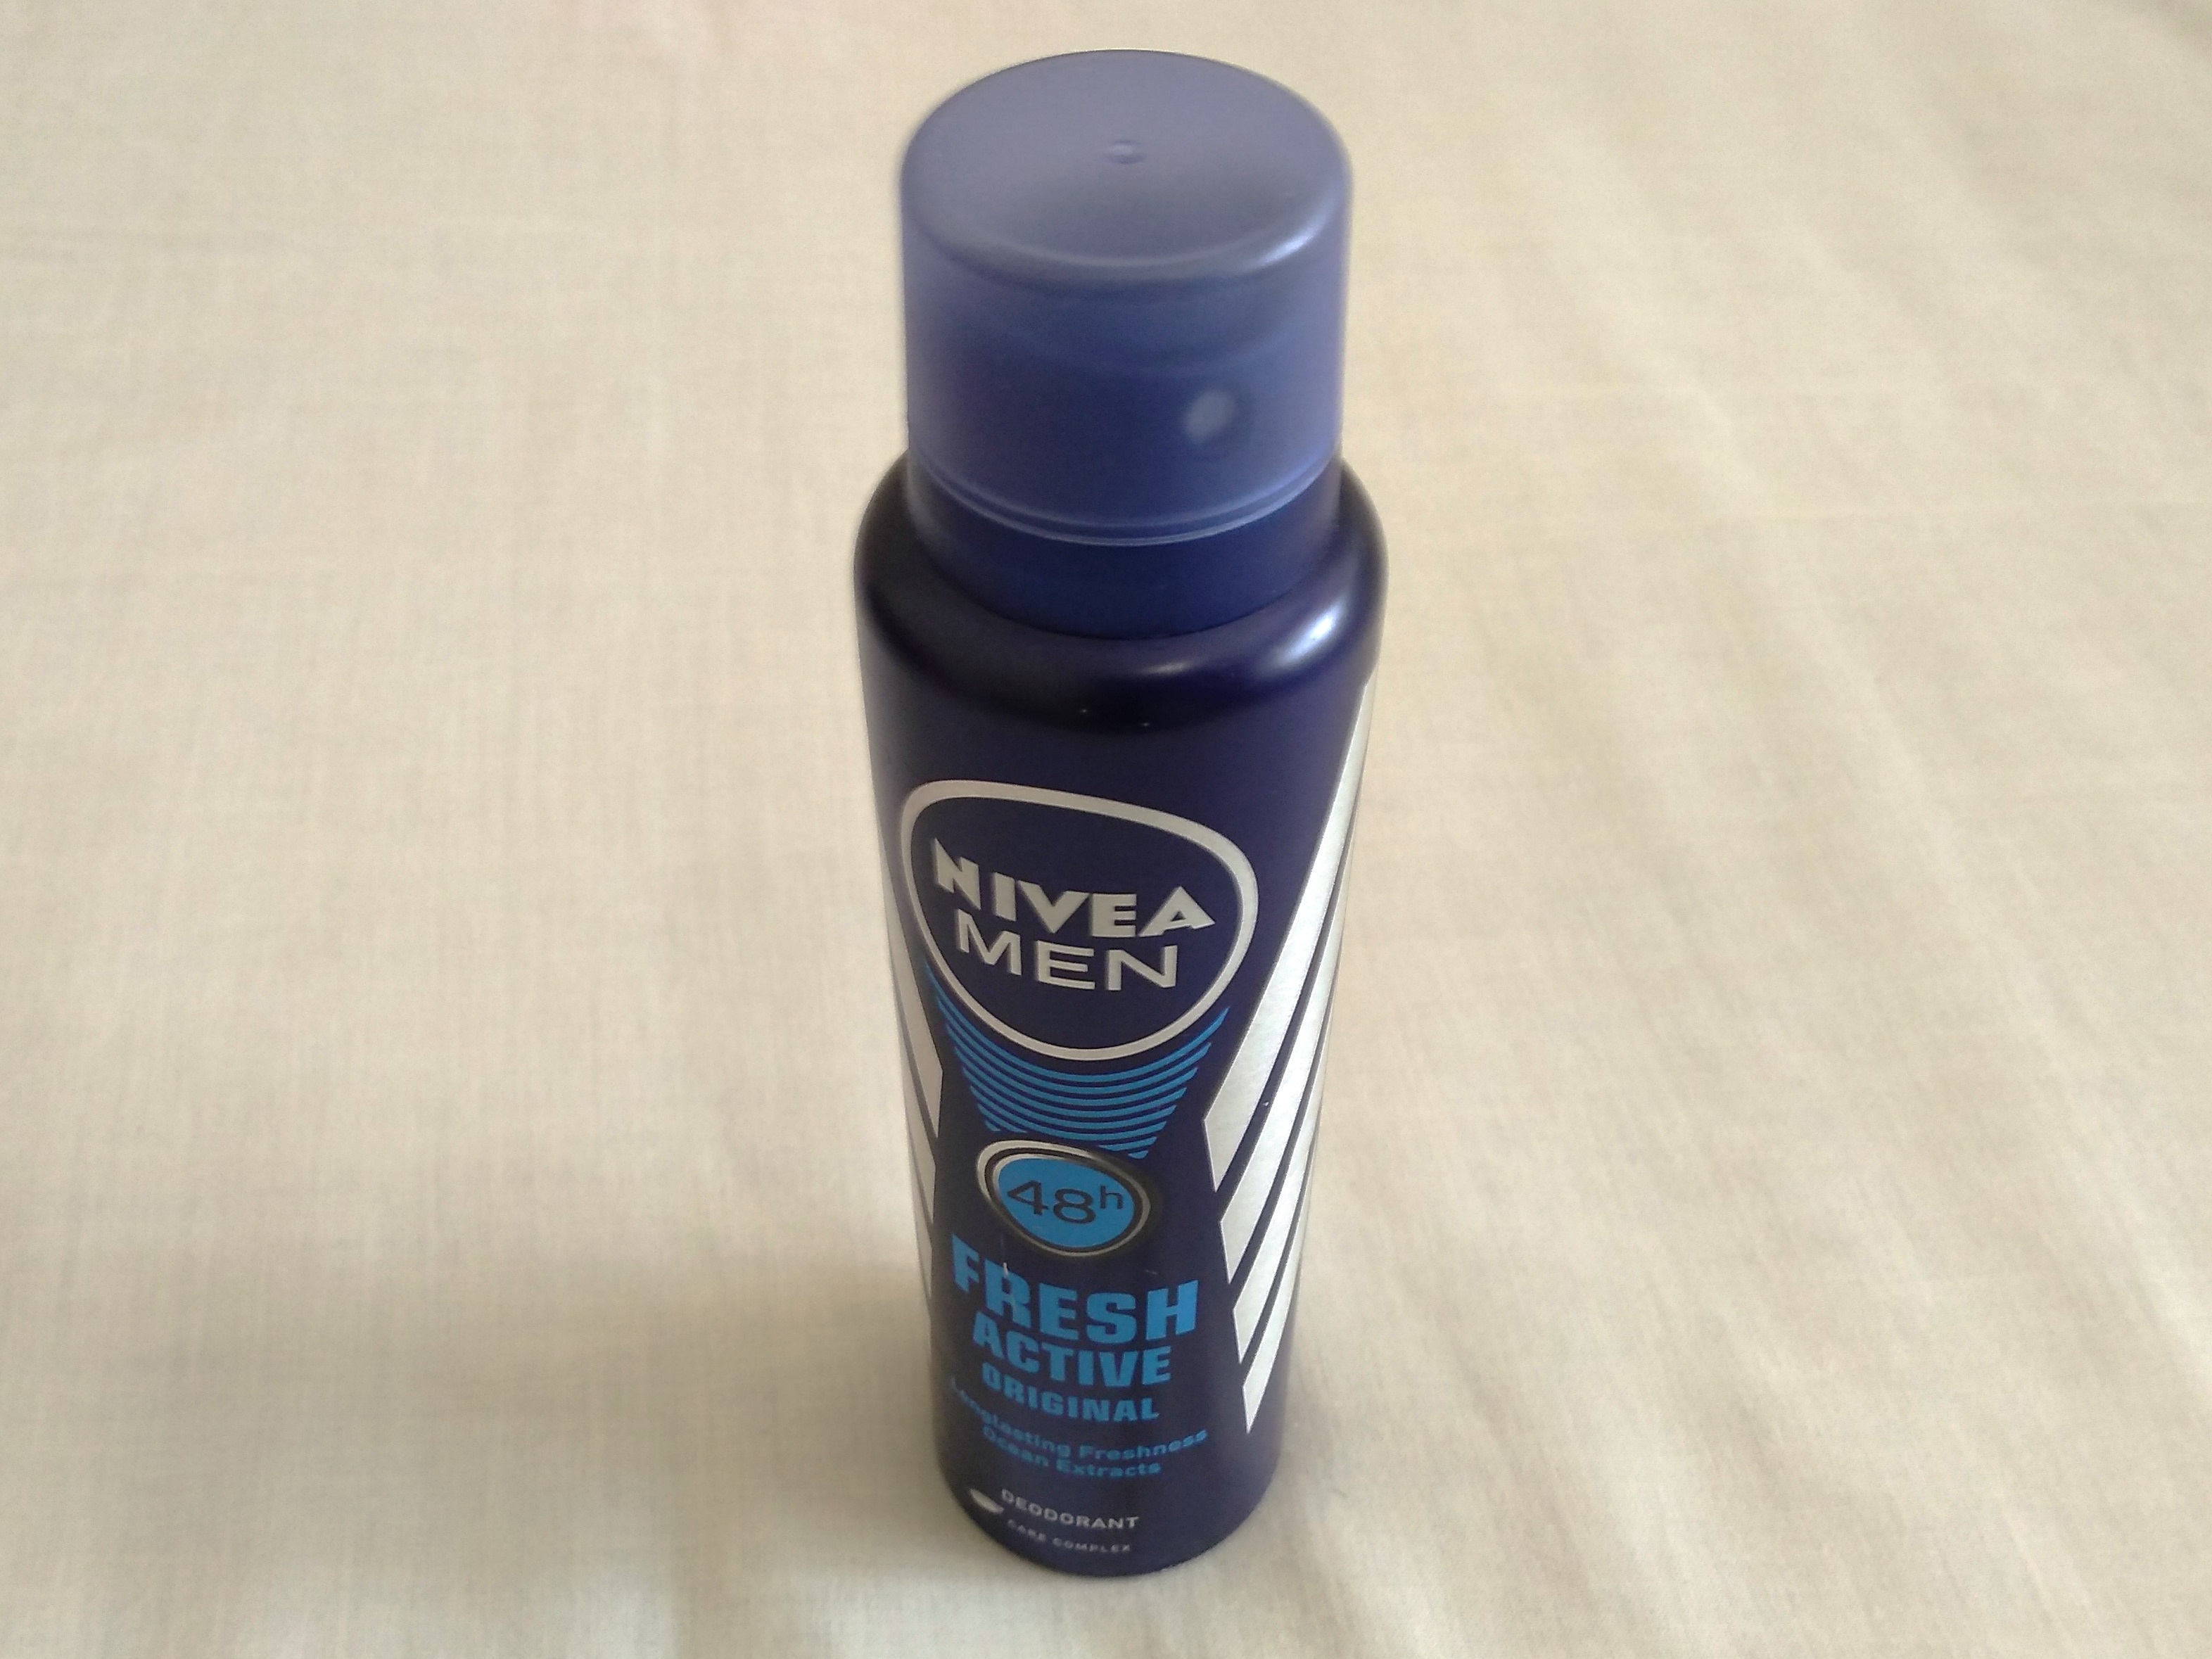 NIVEA
MEN
48h
FRESH
ACTIVE
ORIGINAL
Longlasting Freshness
Ocean Extracts
DEODORANT
CARE COMPLEX